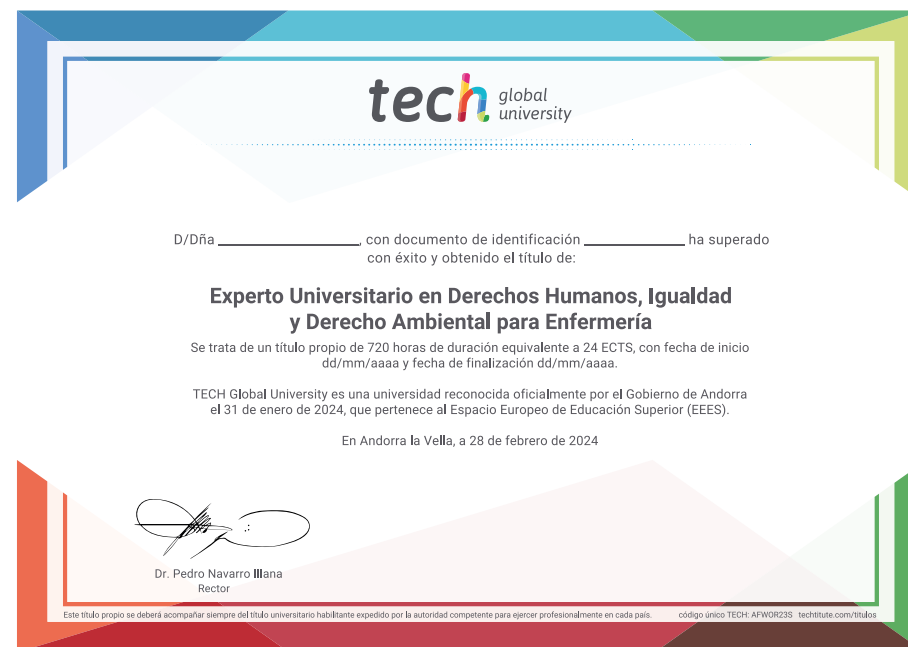 tech global university
D/Dña ____________________, con documento de identificación ______________ ha superado
con éxito y obtenido el título de:
Experto Universitario en Derechos Humanos, Igualdad
y Derecho Ambiental para Enfermería
Se trata de un título propio de 720 horas de duración equivalente a 24 ECTS, con fecha de inicio
dd/mm/aaaa y fecha de finalización dd/mm/aaaa.
TECH Global University es una universidad reconocida oficialmente por el Gobierno de Andorra
el 31 de enero de 2024, que pertenece al Espacio Europeo de Educación Superior (EEES).
En Andorra la Vella, a 28 de febrero de 2024
Dr. Pedro Navarro Illana
Rector
Este título propio se deberá acompañar siempre del título universitario habilitante expedido por la autoridad competente para ejercer profesionalmente en cada país. código único TECH: AFWOR23S techtitute.com/titulos